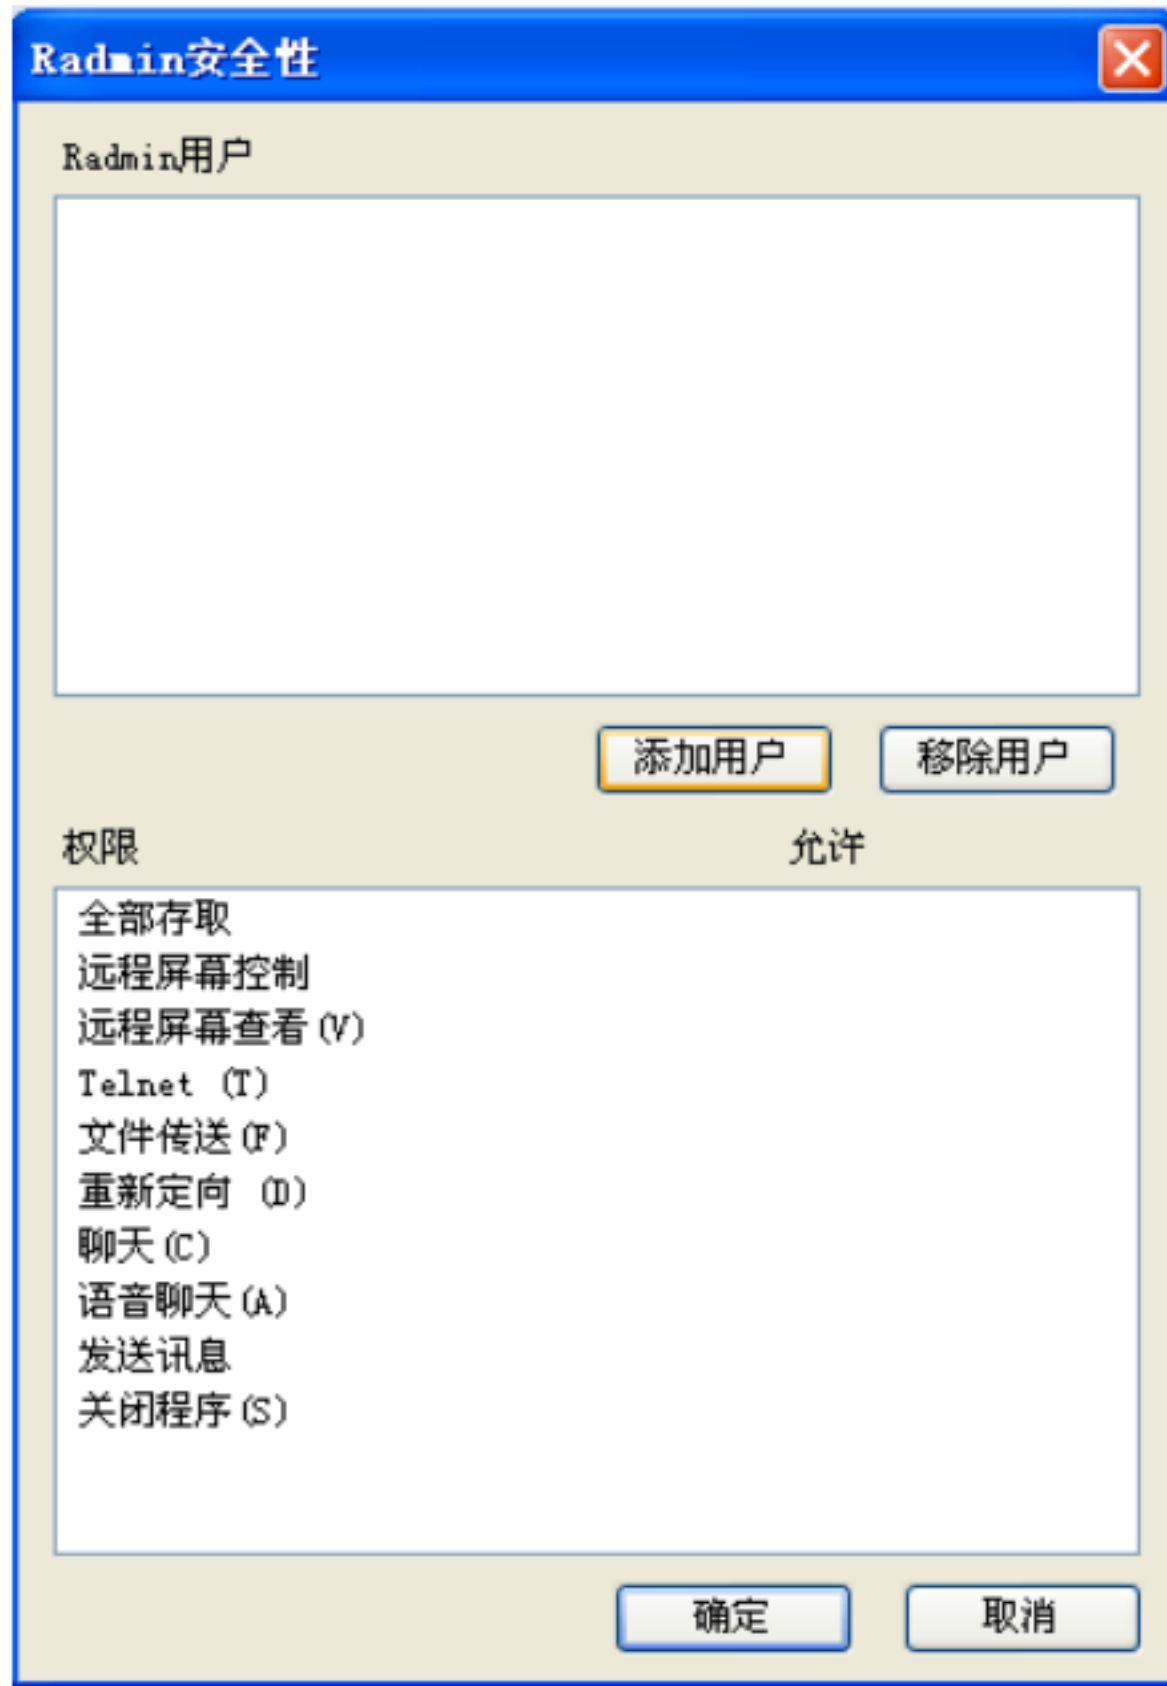 Radmin安全性
Radmin用户
添加用户 移除用户
权限 允许
全部存取
远程屏幕控制
远程屏幕查看(V)
Telnet (T)
文件传送(F)
重新定向 (D)
聊天(C)
语音聊天(A)
发送讯息
关闭程序(S)
确定 取消